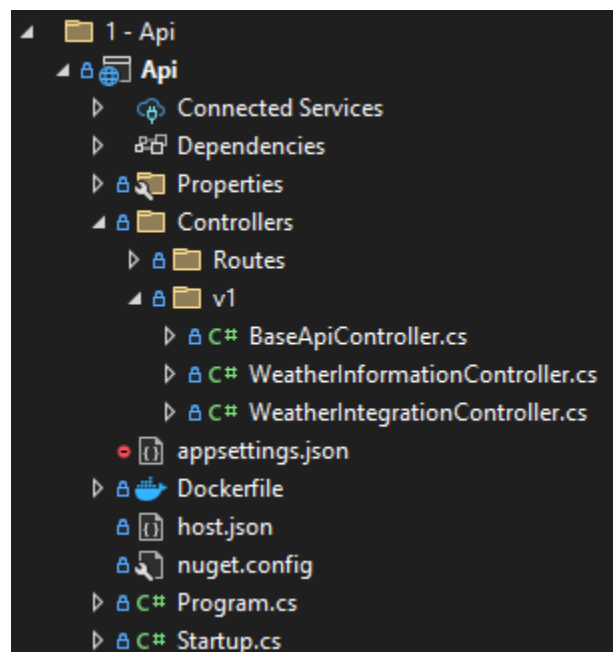 1 - Api
Api
Connected Services
Dependencies
Properties
Controllers
Routes
v1
C# BaseApiController.cs
C# WeatherInformationController.cs
C# WeatherIntegrationController.cs
appsettings.json
Dockerfile
host.json
nuget.config
C# Program.cs
C# Startup.cs